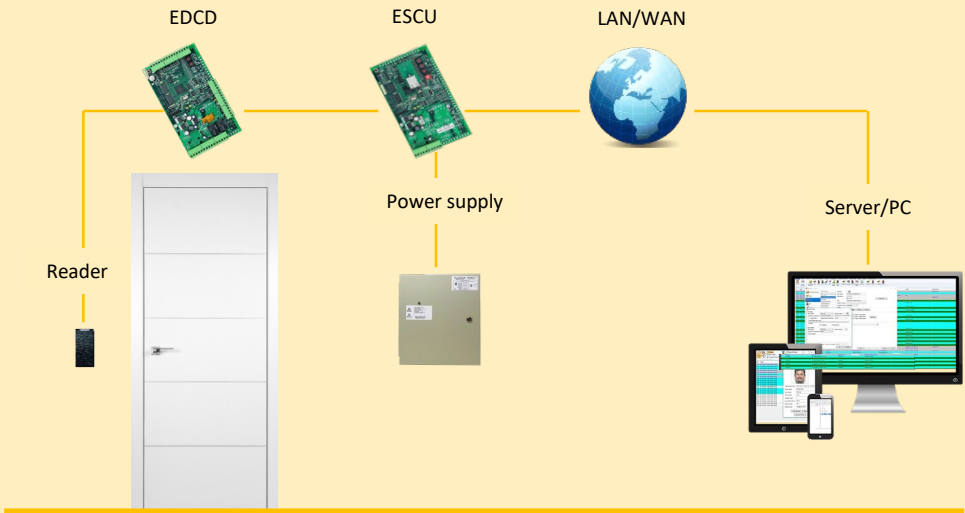 EDCD
ESCU
LAN/WAN
Power supply
Server/PC
Reader